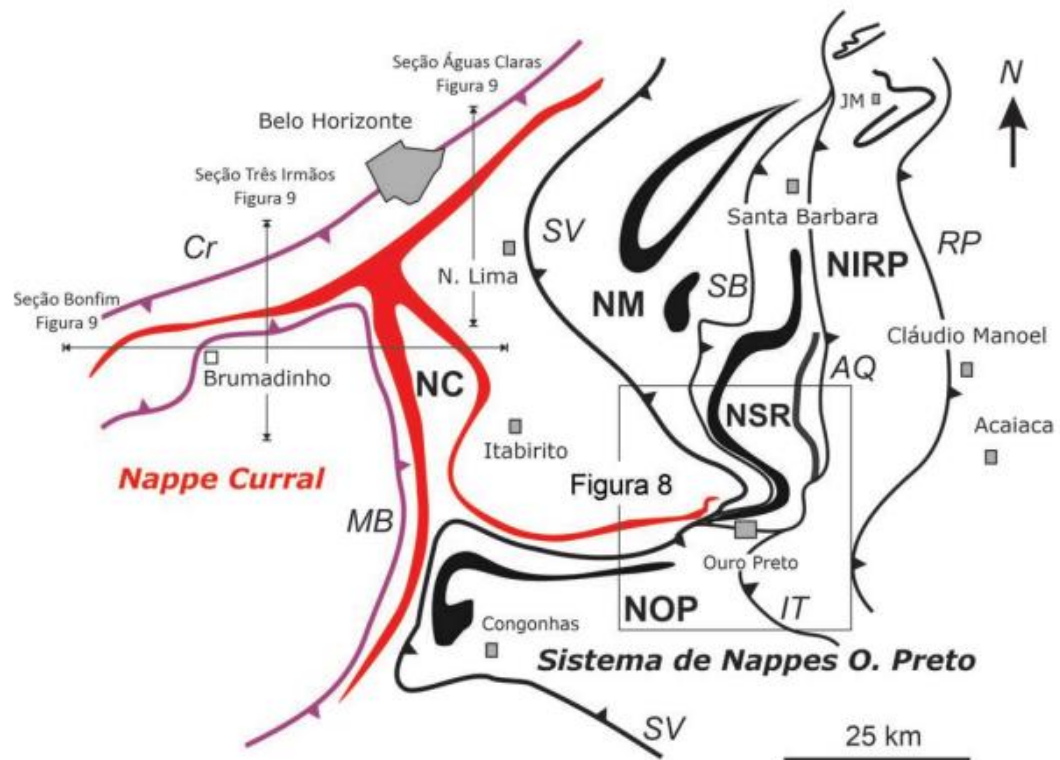 Seção Águas Claras
Figura 9
N
JM
Belo Horizonte
Seção Três Irmãos
Figura 9
Santa Barbara
SV
Cr
RP
NIRP
N. Lima
SB
NM
Seção Bonfim
Figura 9
Cláudio Manoel
AQ
Brumadinho
NC
NSR
Acaiaca
Itabirito
Nappe Curral
Figura 8
MB
Ouro Preto
NOP
IT
Congonhas
Sistema de Nappes O. Preto
SV
25 km